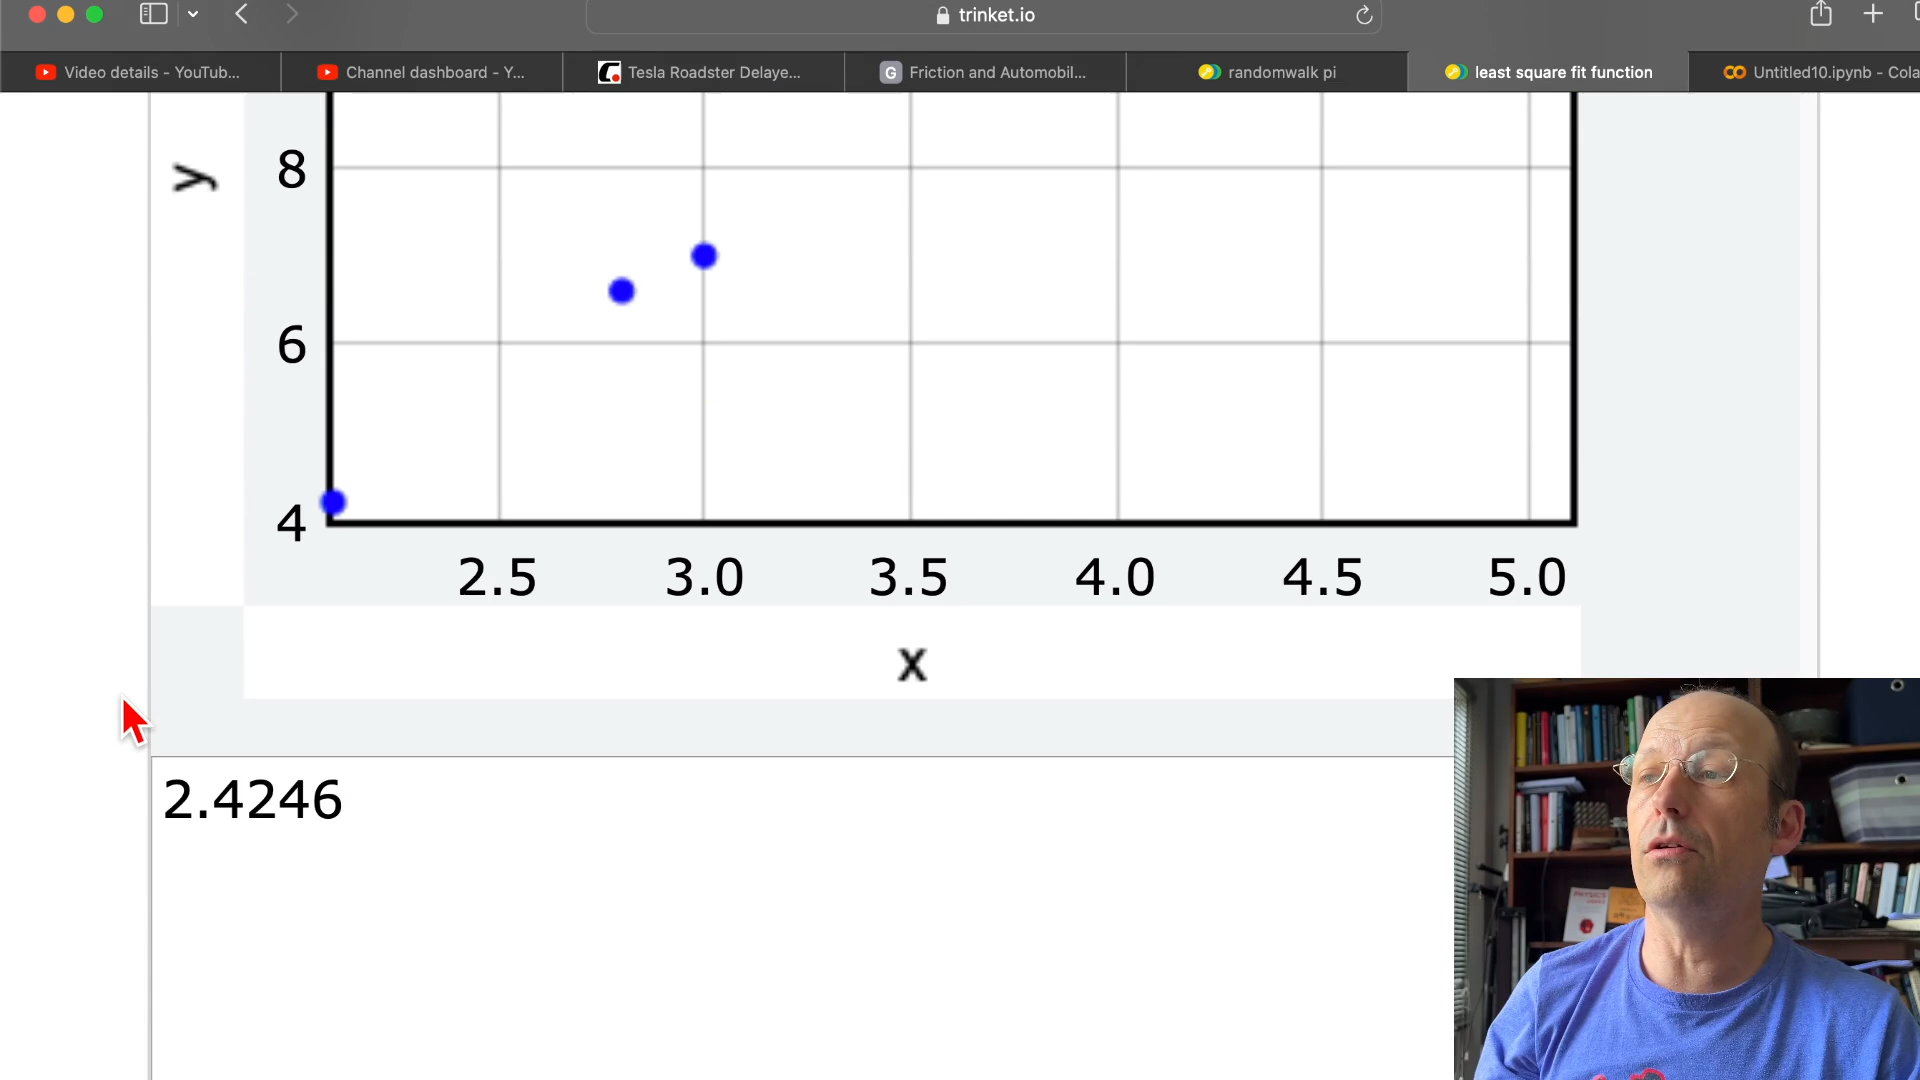 trinket.io
Video details - YouTub...
Channel dashboard - Y...
Tesla Roadster Delaye...
G Friction and Automobil...
randomwalk pi
least square fit function
Untitled10.ipynb - Cola
y
8
6
4
2.5 3.0 3.5 4.0 4.5 5.0
x
2.4246
PHYSICS